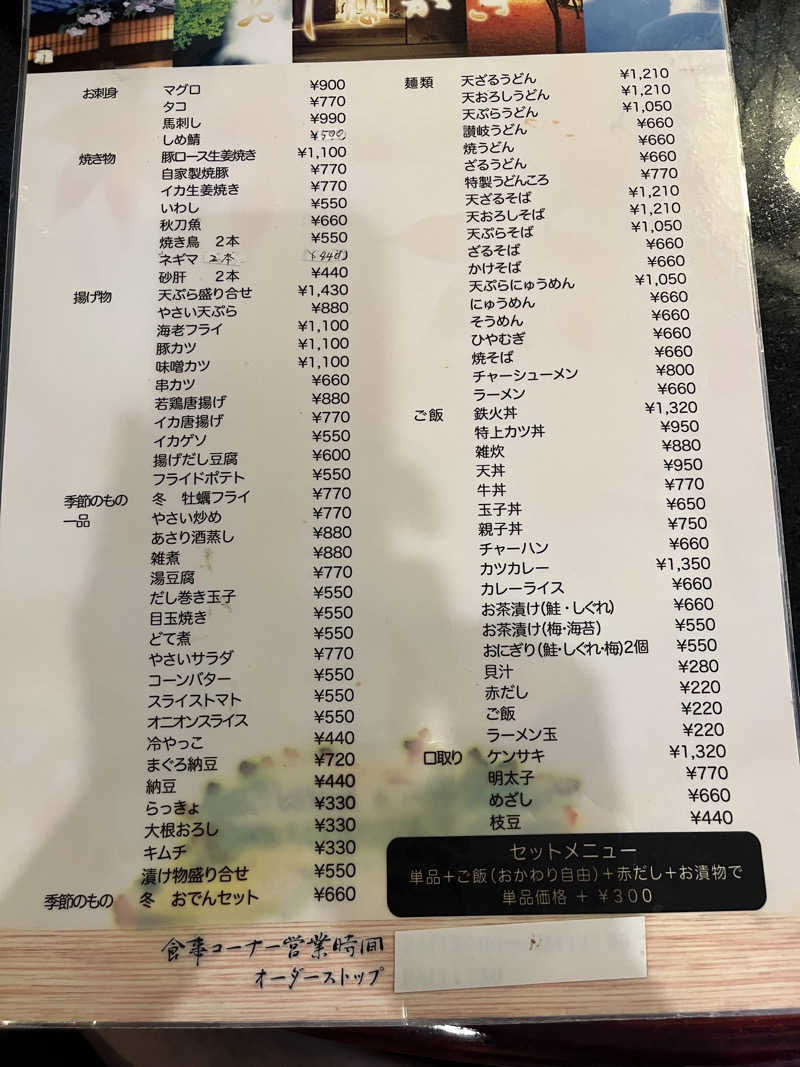 おしながき
お刺身 マグロ ¥900
タコ ¥770
馬刺し ¥990
しめ鯖 ¥500
焼き物 豚ロース生姜焼き ¥1,100
自家製焼豚 ¥770
イカ生姜焼き ¥770
いわし ¥550
秋刀魚 ¥660
焼き鳥 2本 ¥550
ネギマ 2本 ¥440
砂肝 2本 ¥440
揚げ物 天ぷら盛り合せ ¥1,430
やさい天ぷら ¥880
海老フライ ¥1,100
豚カツ ¥1,100
味噌カツ ¥1,100
串カツ ¥660
若鶏唐揚げ ¥880
イカ唐揚げ ¥770
イカゲソ ¥550
揚げだし豆腐 ¥600
フライドポテト ¥550
季節のもの 冬 牡蠣フライ ¥770
一品 やさい炒め ¥770
あさり酒蒸し ¥880
雑煮 ¥880
湯豆腐 ¥770
だし巻き玉子 ¥550
目玉焼き ¥550
どて煮 ¥550
やさいサラダ ¥770
コーンバター ¥550
スライストマト ¥550
オニオンスライス ¥550
冷やっこ ¥440
まぐろ納豆 ¥720
納豆 ¥440
らっきょ ¥330
大根おろし ¥330
キムチ ¥330
漬け物盛り合せ ¥550
季節のもの 冬 おでんセット ¥660
麺類 天ざるうどん ¥1,210
天おろしうどん ¥1,210
天ぷらうどん ¥1,050
讃岐うどん ¥660
焼うどん ¥660
ざるうどん ¥660
特製うどんころ ¥770
天ざるそば ¥1,210
天おろしそば ¥1,210
天ぷらそば ¥1,050
ざるそば ¥660
かけそば ¥660
天ぷらにゅうめん ¥1,050
にゅうめん ¥660
そうめん ¥660
ひやむぎ ¥660
焼そば ¥660
チャーシューメン ¥800
ラーメン ¥660
ご飯 鉄火丼 ¥1,320
特上カツ丼 ¥950
雑炊 ¥880
天丼 ¥950
牛丼 ¥770
玉子丼 ¥650
親子丼 ¥750
チャーハン ¥660
カツカレー ¥1,350
カレーライス ¥660
お茶漬け(鮭・しぐれ) ¥660
お茶漬け(梅・海苔) ¥550
おにぎり(鮭・しぐれ・梅)2個 ¥550
貝汁 ¥280
赤だし ¥220
ご飯 ¥220
ラーメン玉 ¥220
口取り ケンサキ ¥1,320
明太子 ¥770
めざし ¥660
枝豆 ¥440
セットメニュー
単品+ご飯(おかわり自由)+赤だし+お漬物で
単品価格 + ¥300
食事コーナー営業時間
オーダーストップ